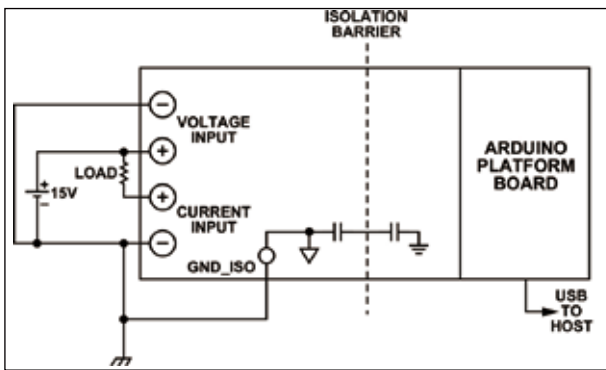 ISOLATION
BARRIER
−
VOLTAGE
INPUT
+
ARDUINO
PLATFORM
BOARD
LOAD
+
15V
−
+
CURRENT
INPUT
−
GND_ISO
USB
TO
HOST